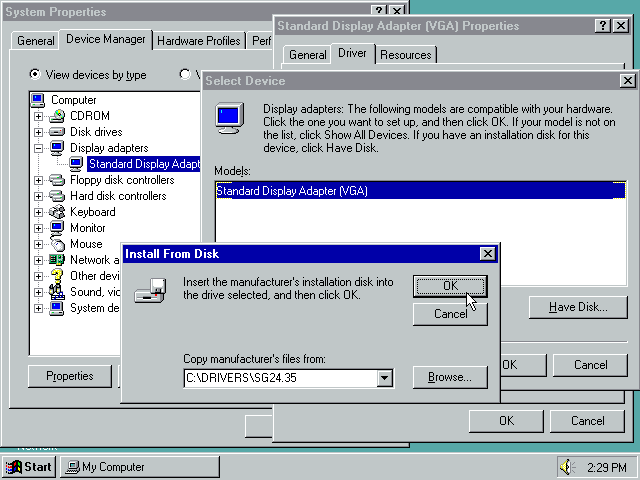 System Properties
General
Device Manager
Hardware Profiles
View devices by type
Computer
CDROM
Disk drives
Display adapters
Standard Display
Floppy disk controllers
Hard disk controllers
Keyboard
Monitor
Mouse
Network
Other
Sound,
System
Properties
Standard Display Adapter (VGA) Properties
General
Driver
Resources
Select Device
Display adapters: The following models are compatible with your hardware.
Click the one you want to set up, and then click OK. If your model is not on
the list, click Show All Devices. If you have an installation disk for this
device, click Have Disk.
Models:
Standard Display Adapter (VGA)
Have Disk...
OK
Cancel
OK
Cancel
Install From Disk
Insert the manufacturer's installation disk into
the drive selected, and then click OK.
OK
Cancel
Copy manufacturer's files from:
C:\DRIVERS\SG24.35
Browse...
Start
My Computer
2:29 PM